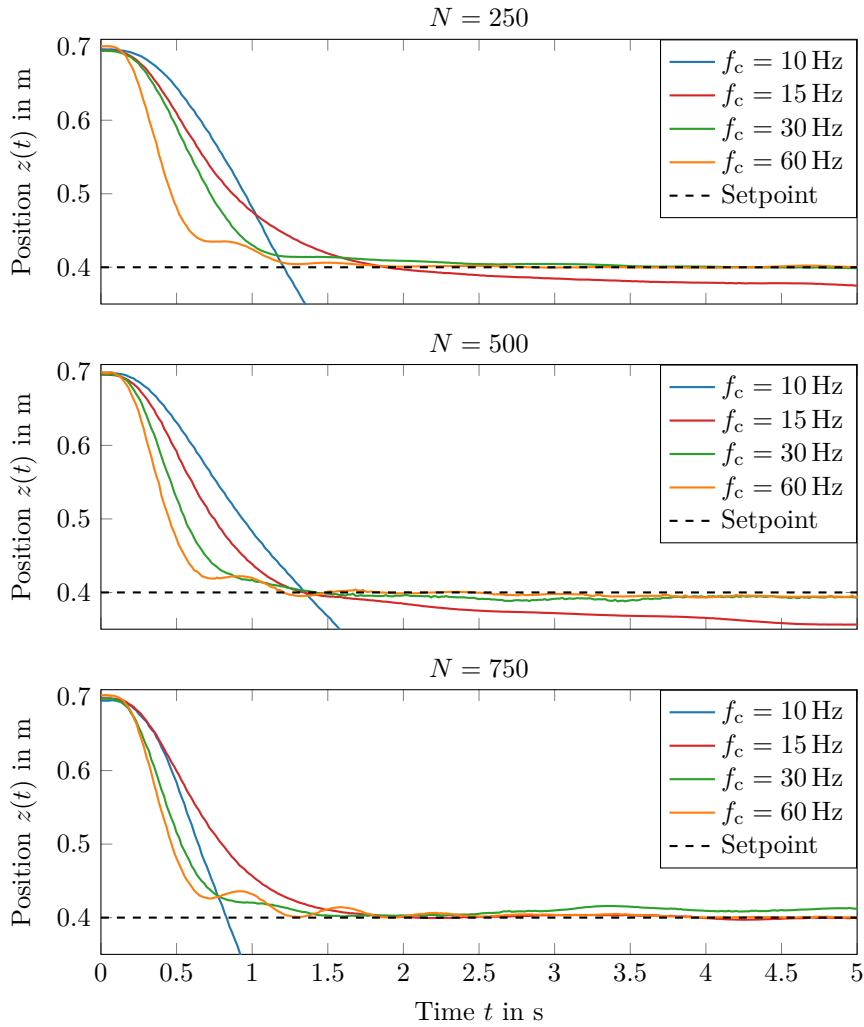 N = 250
Position z(t) in m
0.7
0.6
0.5
0.4
f_c = 10 Hz
f_c = 15 Hz
f_c = 30 Hz
f_c = 60 Hz
Setpoint
N = 500
Position z(t) in m
0.7
0.6
0.5
0.4
f_c = 10 Hz
f_c = 15 Hz
f_c = 30 Hz
f_c = 60 Hz
Setpoint
N = 750
Position z(t) in m
0.7
0.6
0.5
0.4
f_c = 10 Hz
f_c = 15 Hz
f_c = 30 Hz
f_c = 60 Hz
Setpoint
0 0.5 1 1.5 2 2.5 3 3.5 4 4.5 5
Time t in s